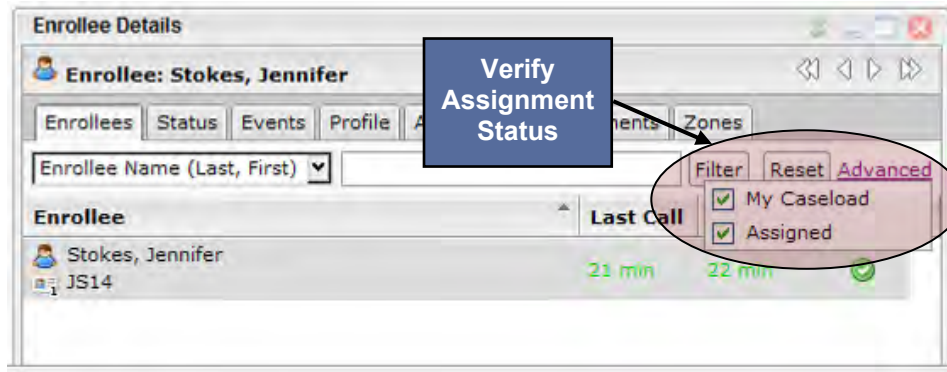 Enrollee Details
Enrollee: Stokes, Jennifer
Verify
Assignment
Status
Enrollees Status Events Profile Zones
Enrollee Name (Last, First) Filter Reset Advanced
My Caseload
Enrollee Last Call
Assigned
Stokes, Jennifer
21 min 22 min
JS14